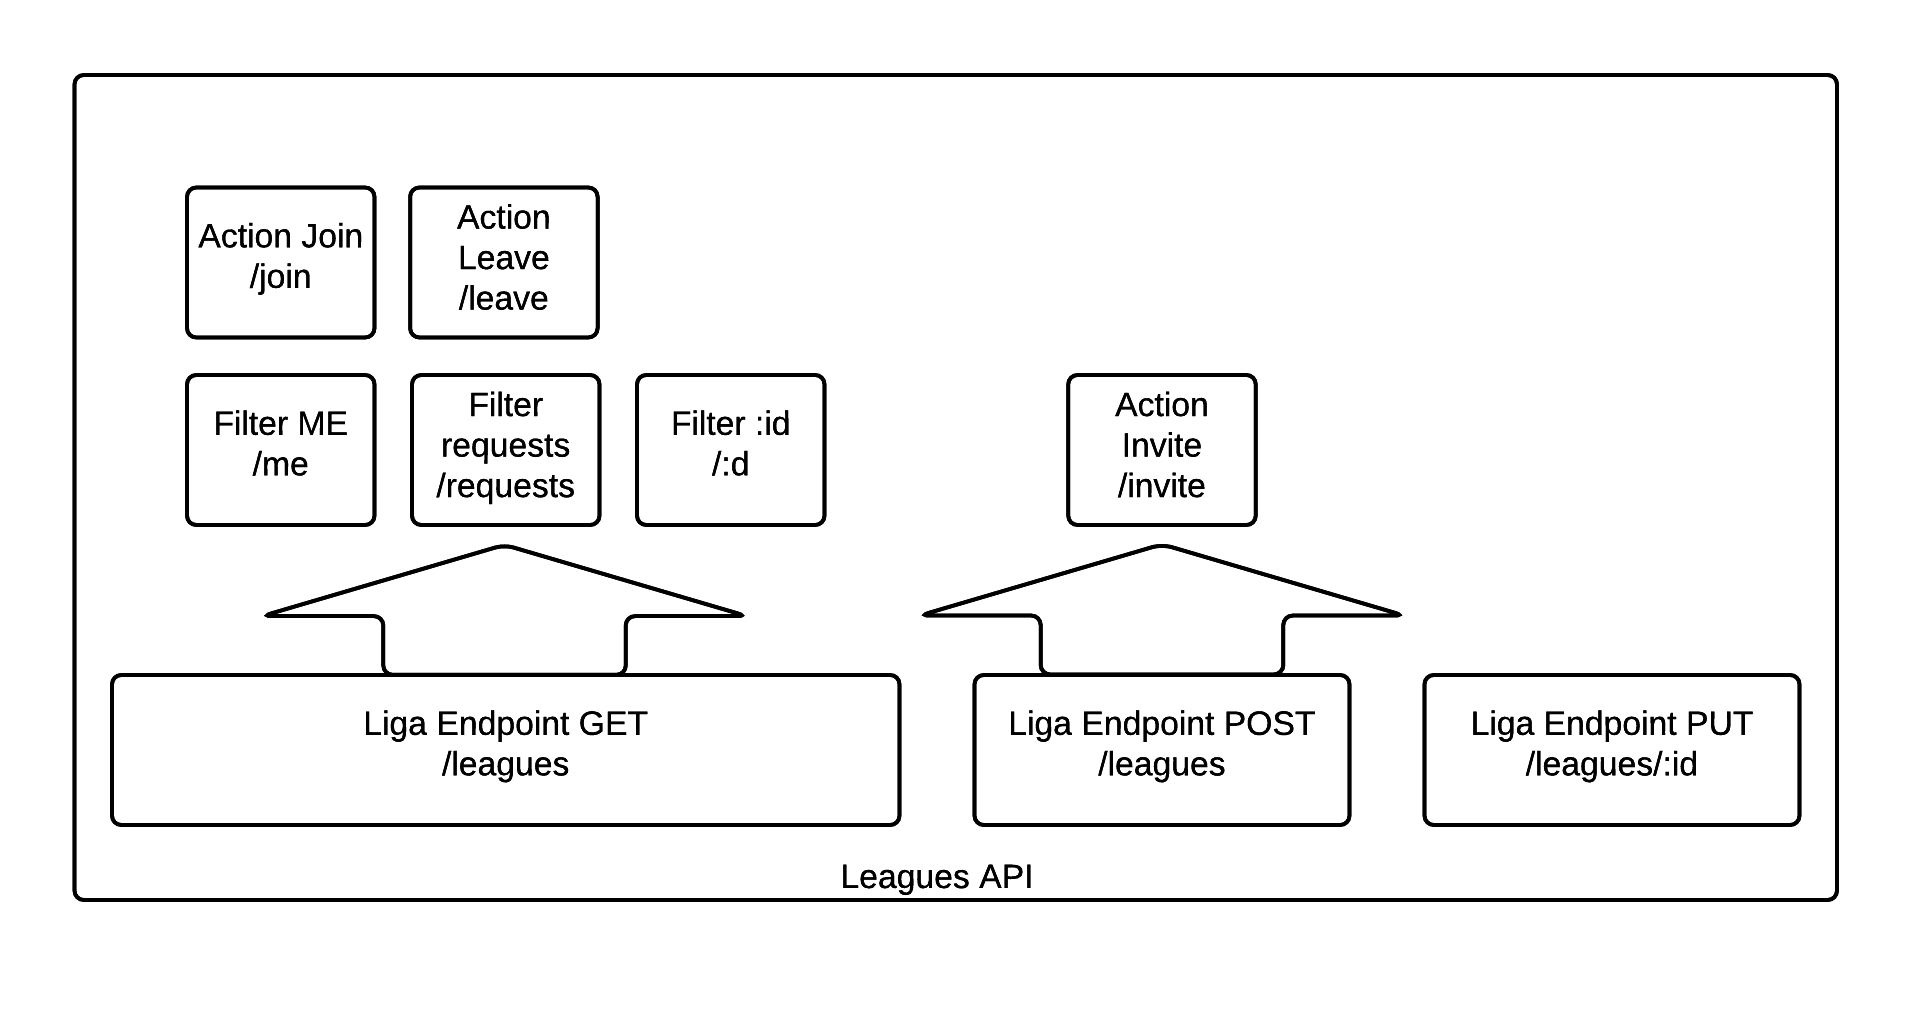 Action Join
/join
Action
Leave
/leave
Filter ME
/me
Filter
requests
/requests
Filter :id
/:d
Action
Invite
/invite
Liga Endpoint GET
/leagues
Liga Endpoint POST
/leagues
Liga Endpoint PUT
/leagues/:id
Leagues API